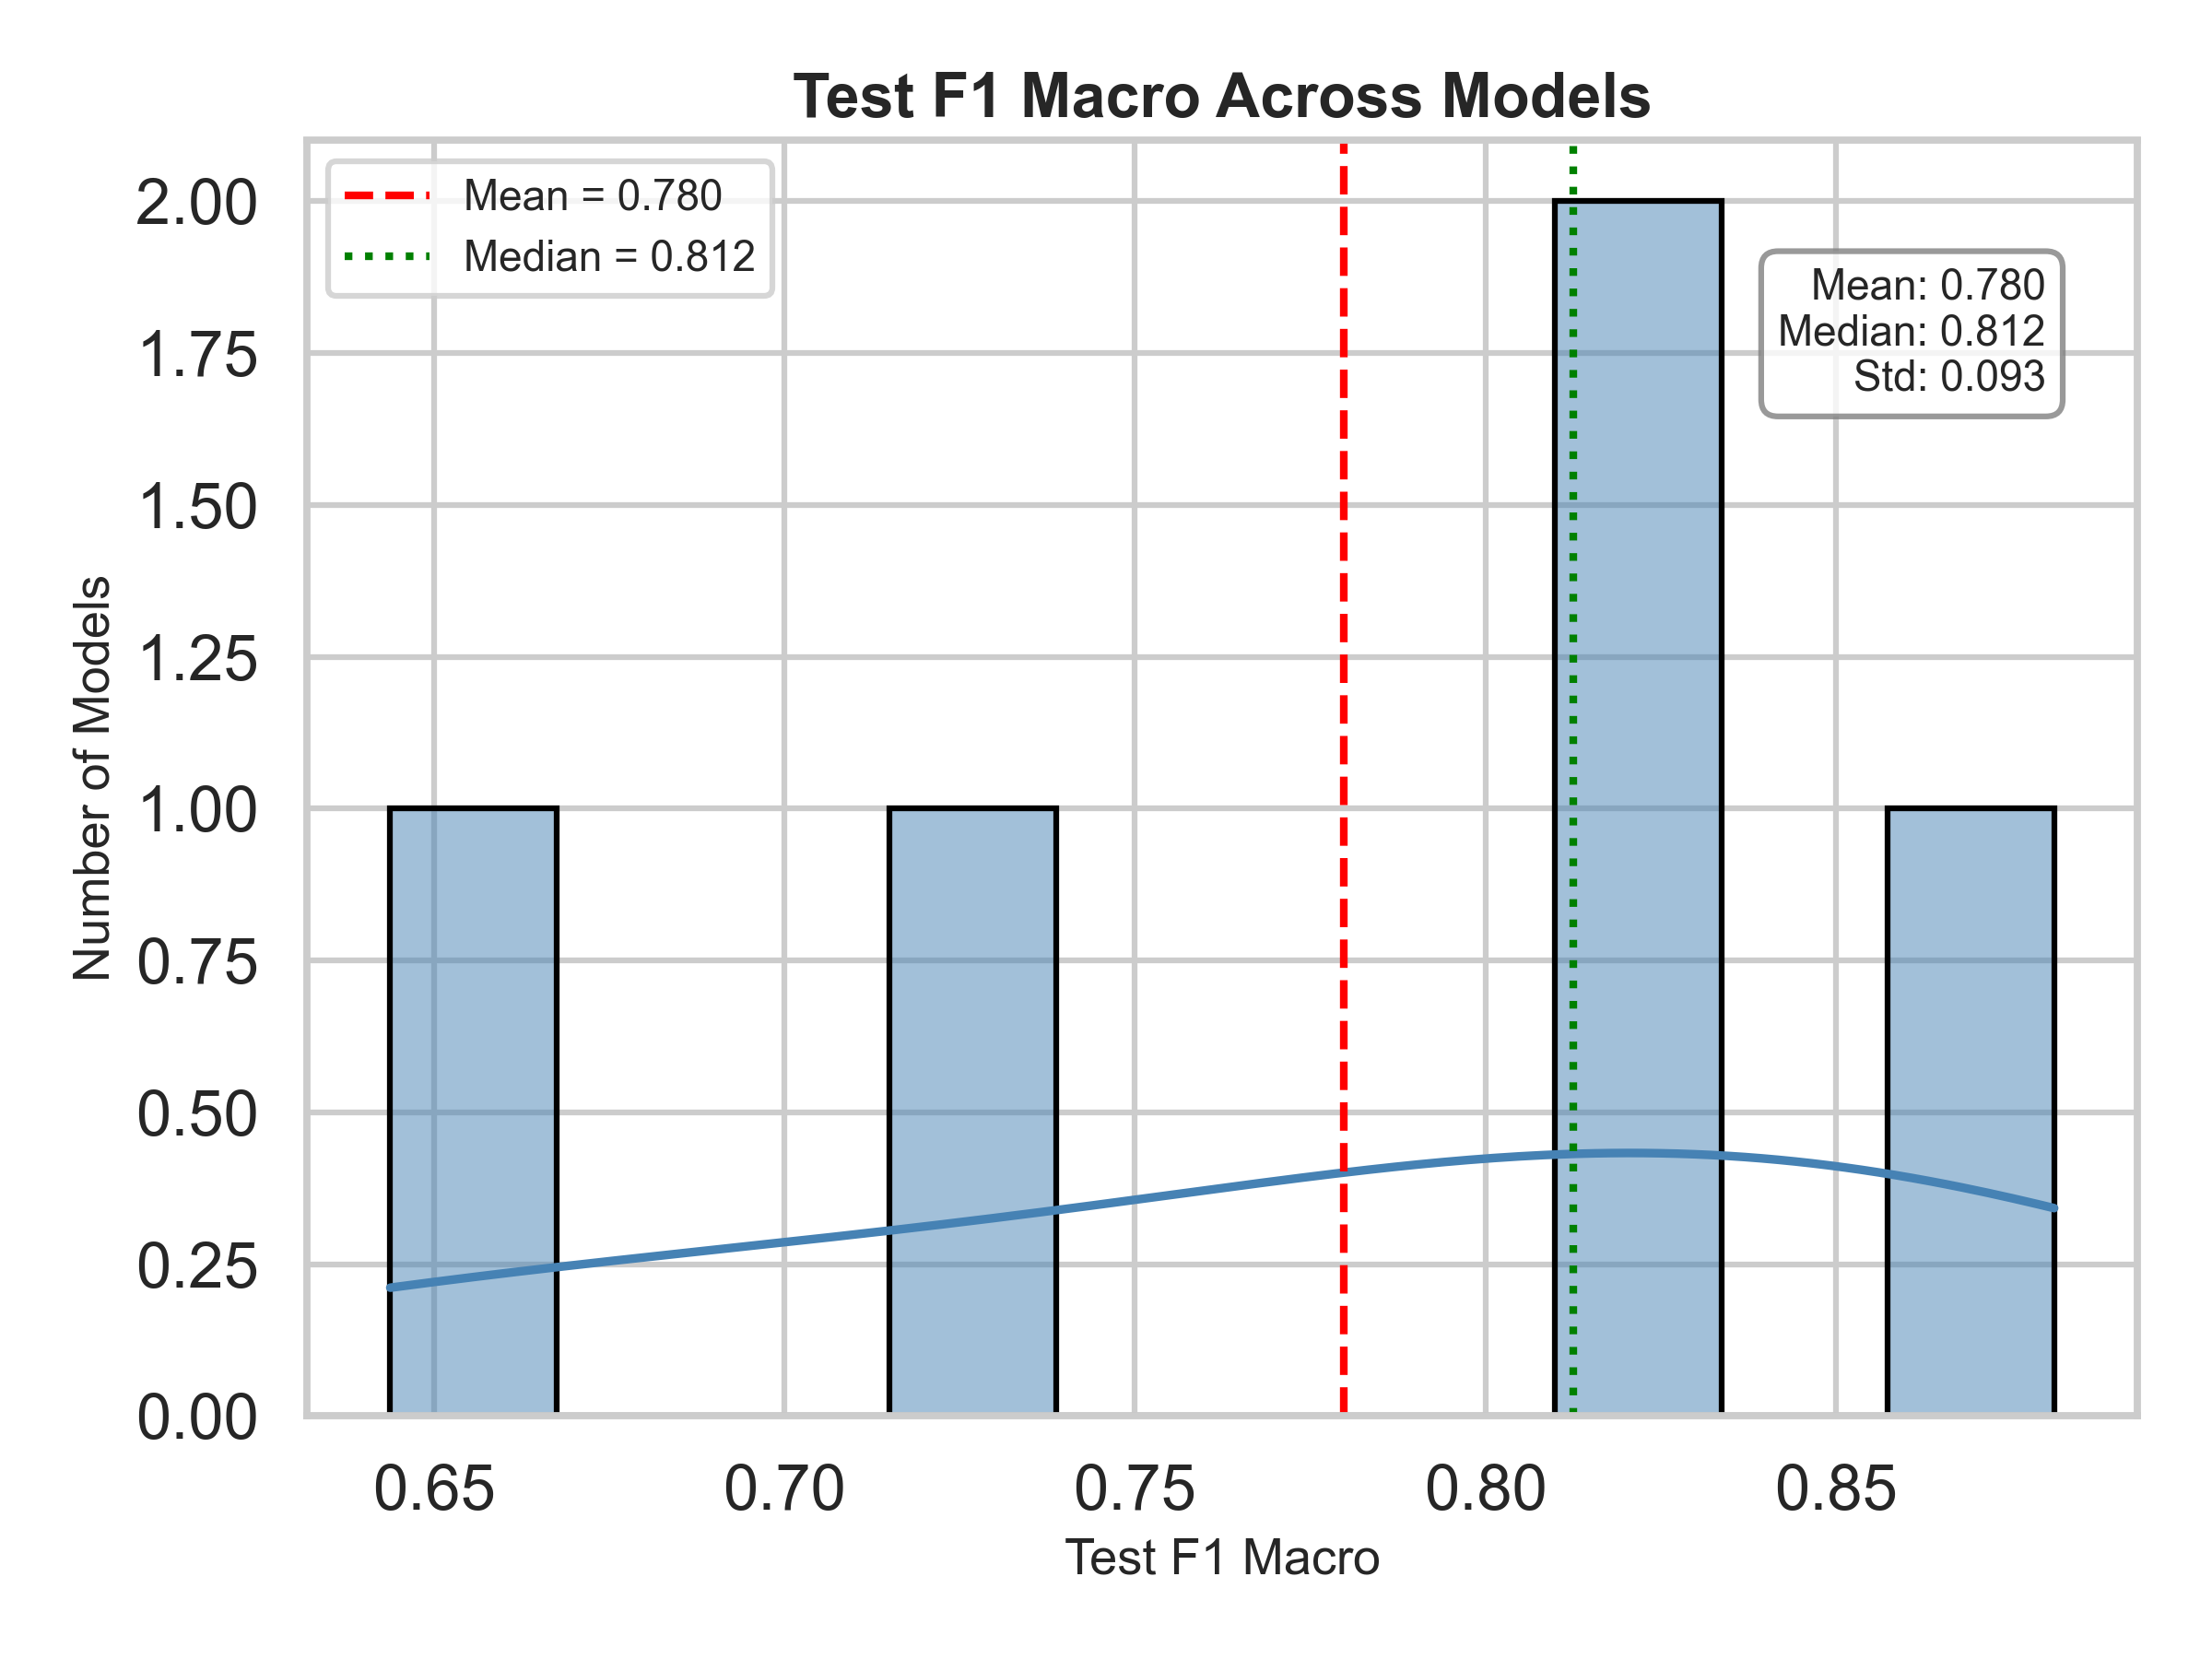 Test F1 Macro Across Models
Mean = 0.780
Median = 0.812
Mean: 0.780
Median: 0.812
Std: 0.093
Number of Models
2.00
1.75
1.50
1.25
1.00
0.75
0.50
0.25
0.00
0.65 0.70 0.75 0.80 0.85
Test F1 Macro